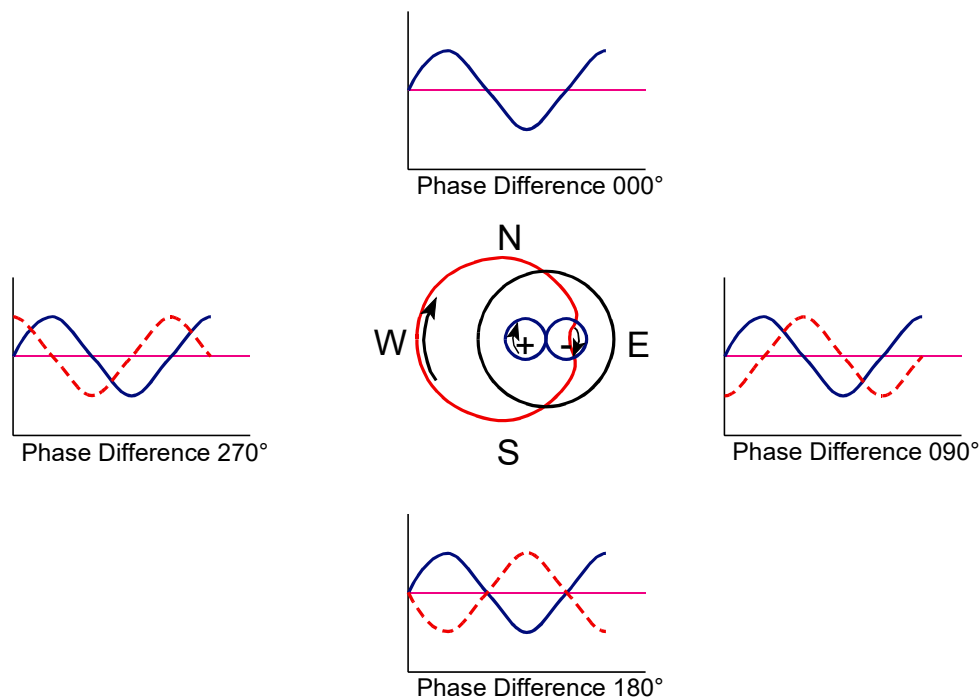 Phase Difference 000°
N
W
+
-
E
S
Phase Difference 270°
Phase Difference 090°
Phase Difference 180°